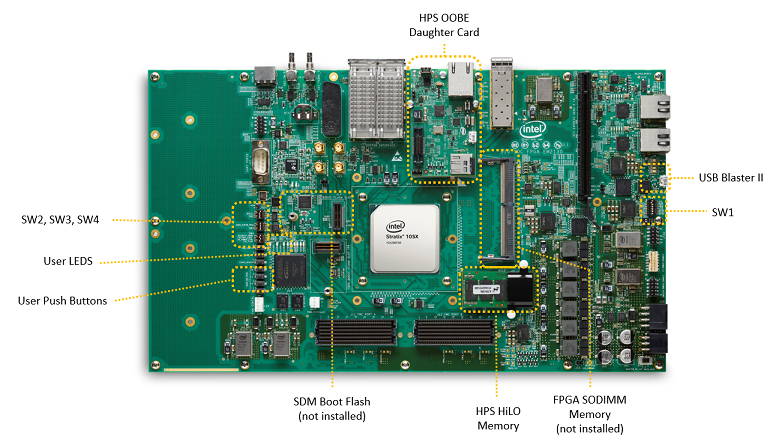 HPS OOBE
Daughter Card
intel
USB Blaster II
SW2, SW3, SW4
SW1
intel
Stratix® 10SX
User LEDS
User Push Buttons
SDM Boot Flash
(not installed)
HPS HiLO
Memory
FPGA SODIMM
Memory
(not installed)